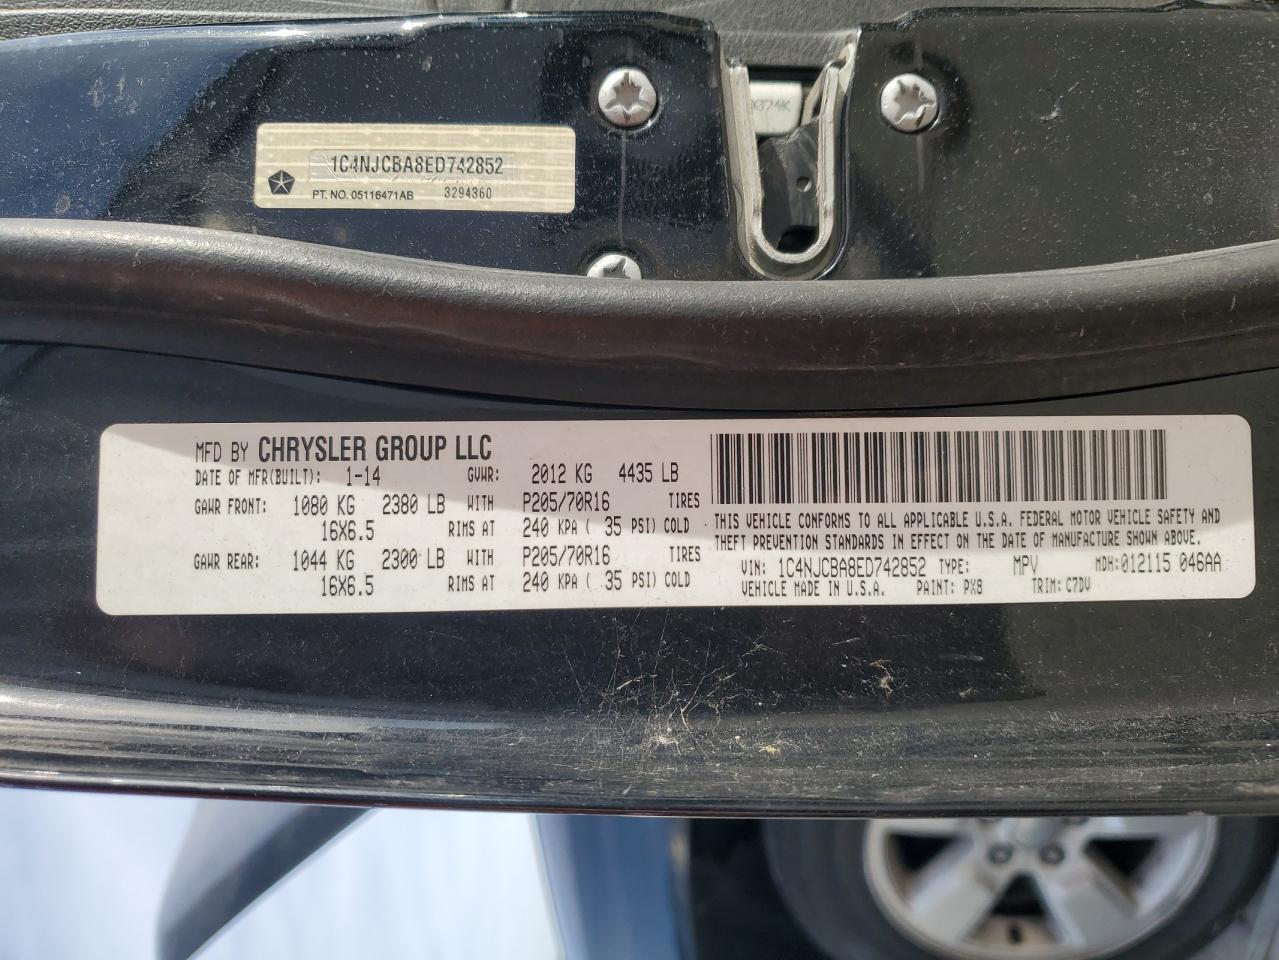 0024K
1C4NJCBA8ED742852
PT. NO. 05116471AB 3294360
MFD BY CHRYSLER GROUP LLC
DATE OF MFR(BUILT): 1-14 GVWR: 2012 KG 4435 LB
GAWR FRONT: 1080 KG 2380 LB WITH P205/70R16 TIRES
16X6.5 RIMS AT 240 KPA ( 35 PSI) COLD
GAWR REAR: 1044 KG 2300 LB WITH P205/70R16 TIRES
16X6.5 RIMS AT 240 KPA ( 35 PSI) COLD
THIS VEHICLE CONFORMS TO ALL APPLICABLE U.S.A. FEDERAL MOTOR VEHICLE SAFETY AND
THEFT PREVENTION STANDARDS IN EFFECT ON THE DATE OF MANUFACTURE SHOWN ABOVE.
VIN: 1C4NJCBA8ED742852 TYPE: MPV MDH:012115 046AA
VEHICLE MADE IN U.S.A. PAINT: PX8 TRIM: C7DV